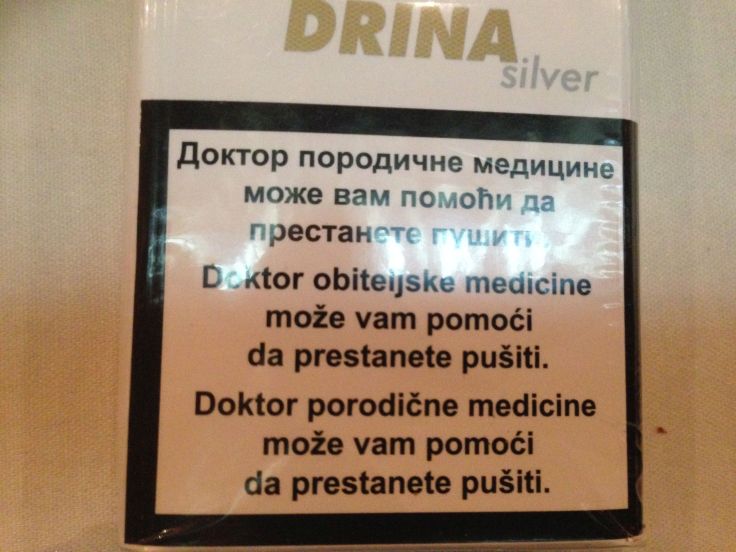 DRINA
silver
Доктор породичне медицине
може вам помоћи да
престанете пушити.
Doktor obiteljske medicine
može vam pomoći
da prestanete pušiti.
Doktor porodične medicine
može vam pomoći
da prestanete pušiti.